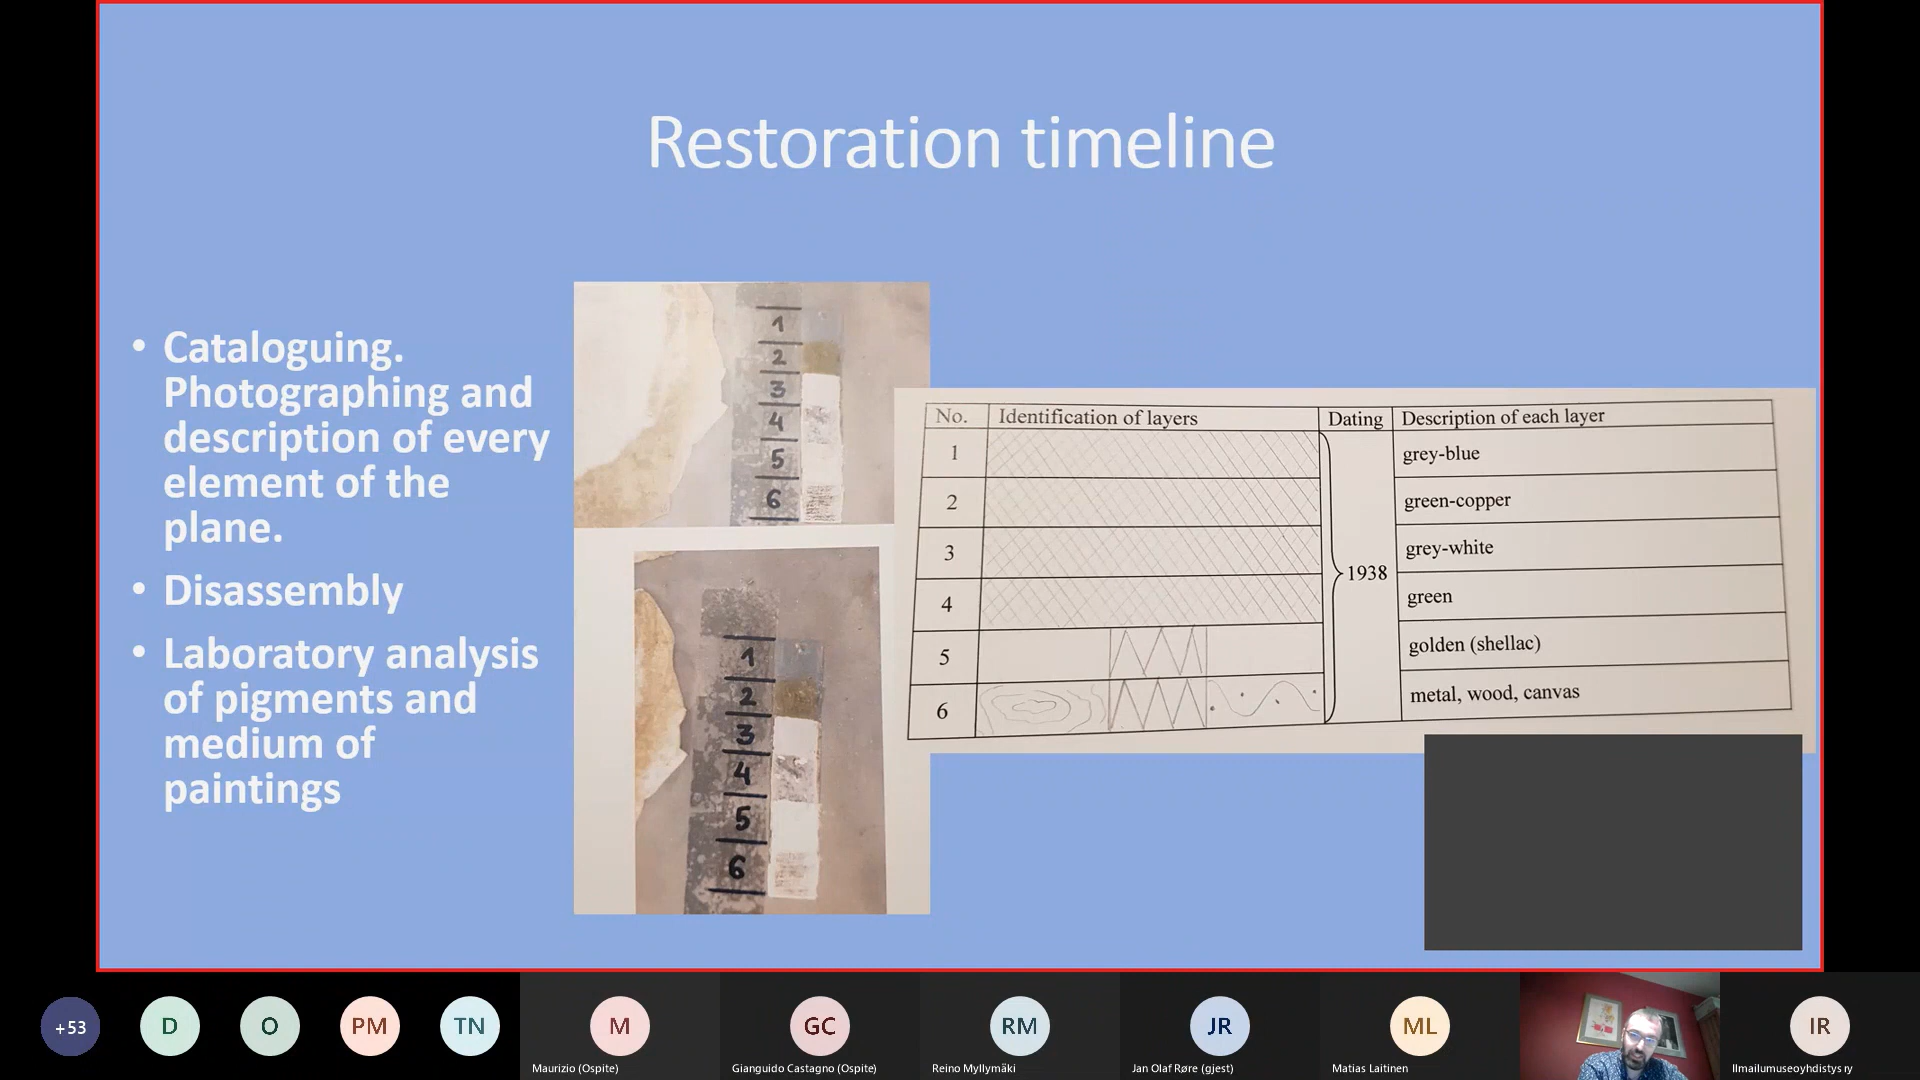 Restoration timeline
• Cataloguing.
Photographing and
description of every
element of the
plane.
• Disassembly
• Laboratory analysis
of pigments and
medium of
paintings
1
2
3
4
5
6
1
2
3
4
5
6
No. Identification of layers Dating Description of each layer
1 grey-blue
2 green-copper
3 grey-white
1938
4 green
5 golden (shellac)
6 metal, wood, canvas
+53 D O PM TN M GC RM JR ML IR
Maurizio (Ospite) Gianguido Castagno (Ospite) Reino Myllymäki Jan Olaf Røre (gjest) Matias Laitinen Ilmailumuseoyhdistys ry